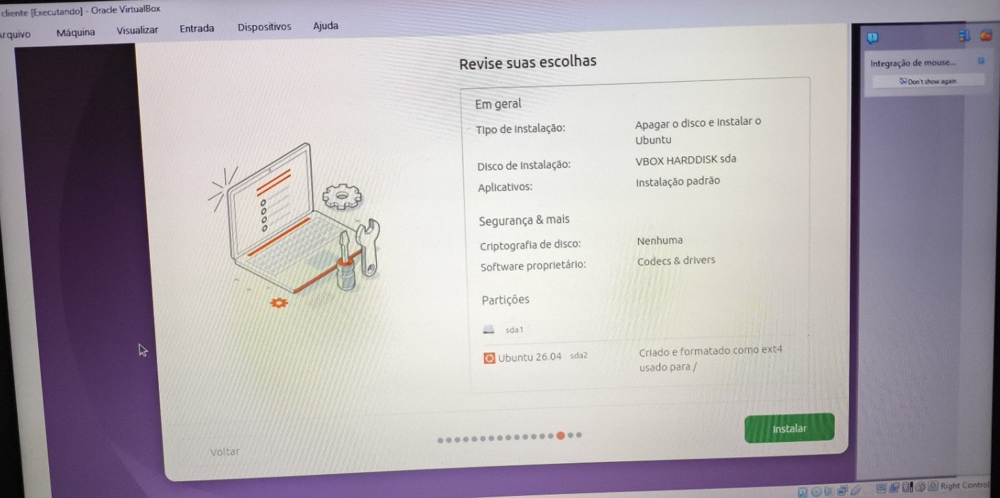 cliente [Executando] - Oracle VirtualBox
Arquivo Máquina Visualizar Entrada Dispositivos Ajuda
Integração de mouse...
Don't show again
Revise suas escolhas
Em geral
Tipo de instalação: Apagar o disco e instalar o
Ubuntu
Disco de instalação: VBOX HARDDISK sda
Aplicativos: Instalação padrão
Segurança & mais
Criptografia de disco: Nenhuma
Software proprietário: Codecs & drivers
Partições
sda1
Ubuntu 26.04 sda2 Criado e formatado como ext4
usado para /
Voltar
Instalar
Right Control